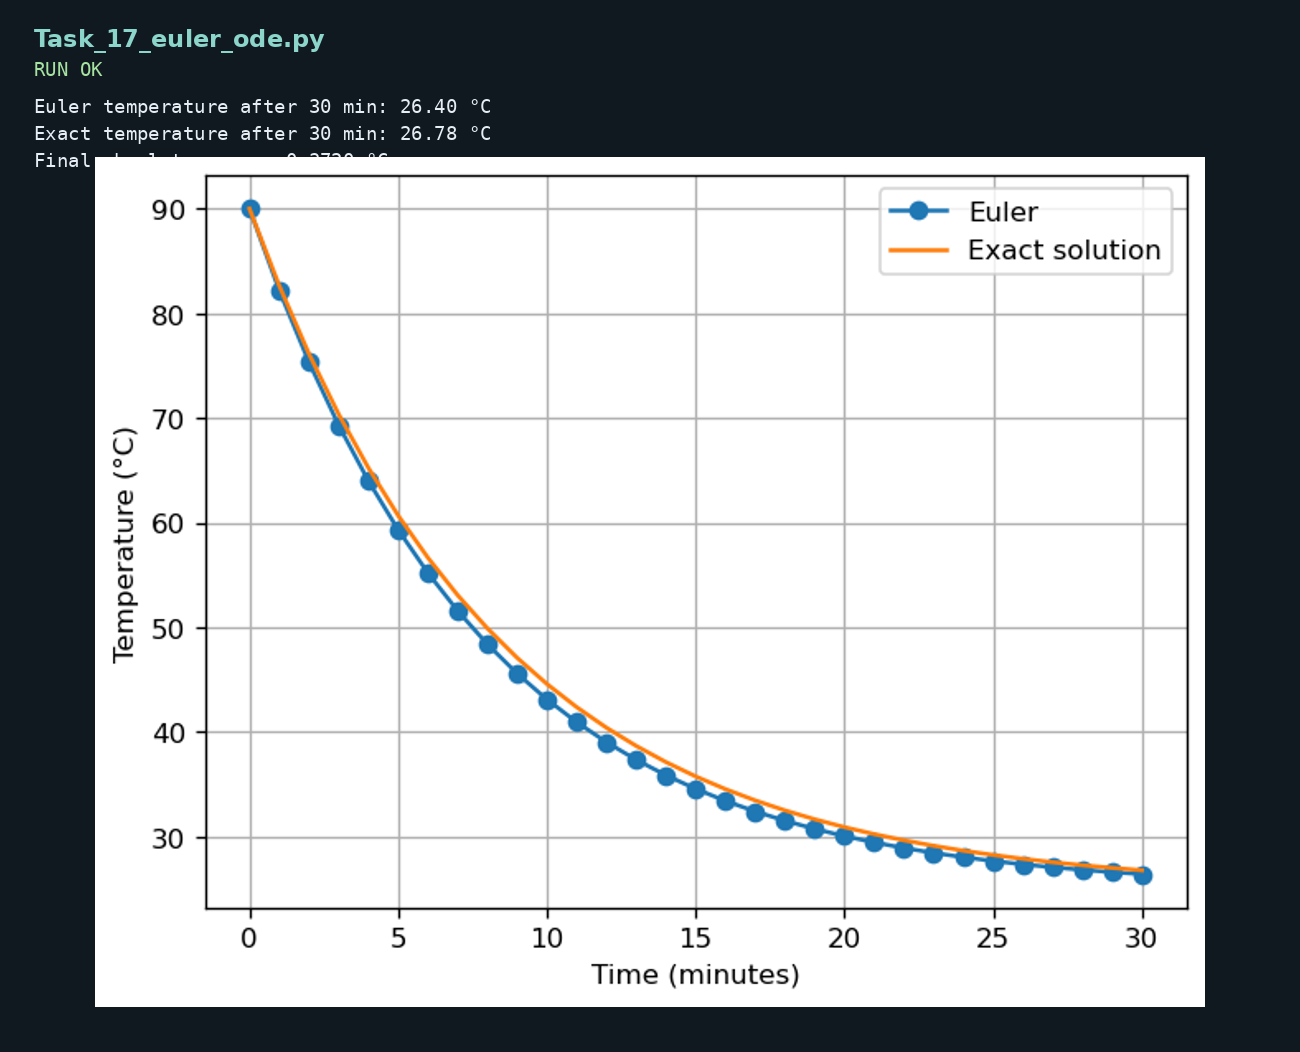 Task_17_euler_ode.py
RUN OK
Euler temperature after 30 min: 26.40 °C
Exact temperature after 30 min: 26.78 °C
Final
Euler
Exact solution
90
80
70
60
50
40
30
Temperature (°C)
0 5 10 15 20 25 30
Time (minutes)